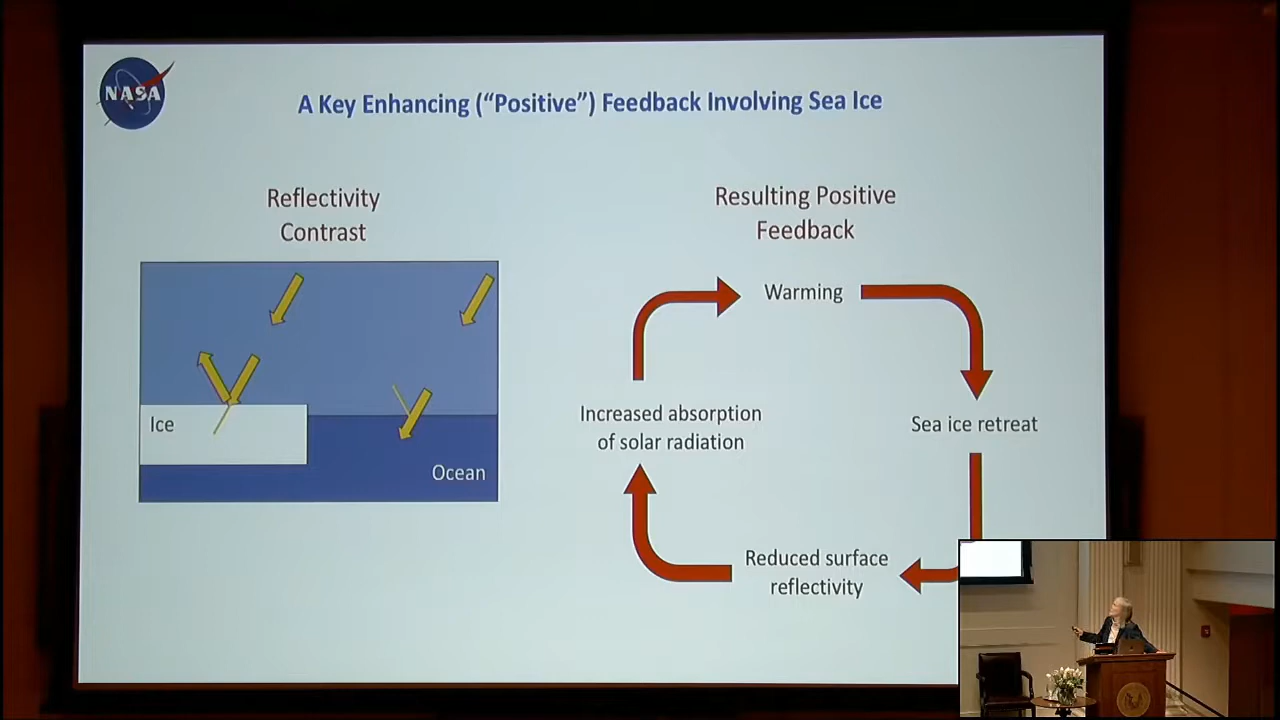 NASA
A Key Enhancing (“Positive”) Feedback Involving Sea Ice
Reflectivity
Contrast
Ice
Ocean
Resulting Positive
Feedback
Warming
Sea ice retreat
Reduced surface
reflectivity
Increased absorption
of solar radiation